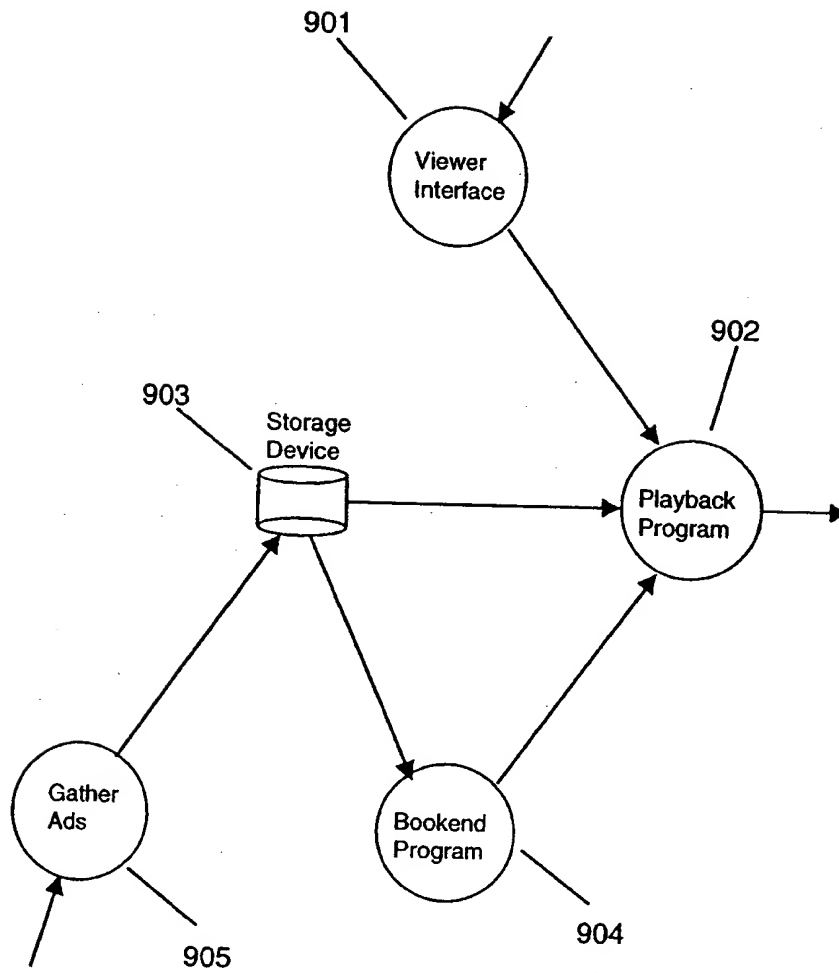 901
Viewer
Interface
902
903
Storage
Device
Playback
Program
Gather
Ads
Bookend
Program
904
905